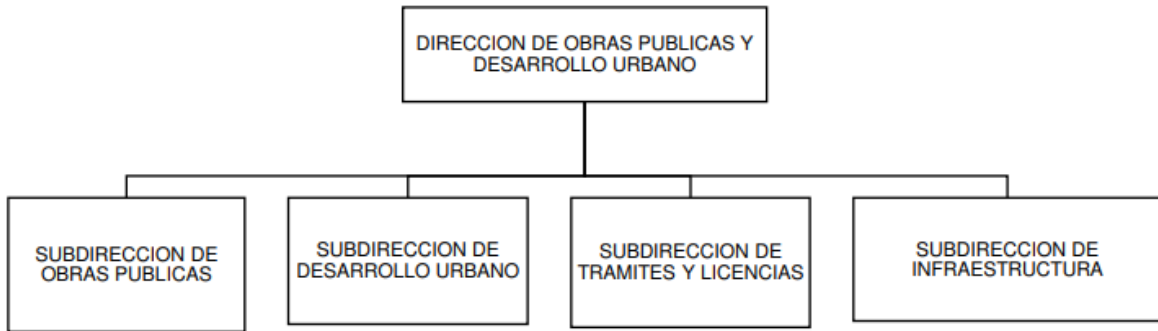 DIRECCION DE OBRAS PUBLICAS Y
DESARROLLO URBANO
SUBDIRECCION DE
OBRAS PUBLICAS
SUBDIRECCION DE
DESARROLLO URBANO
SUBDIRECCION DE
TRAMITES Y LICENCIAS
SUBDIRECCION DE
INFRAESTRUCTURA